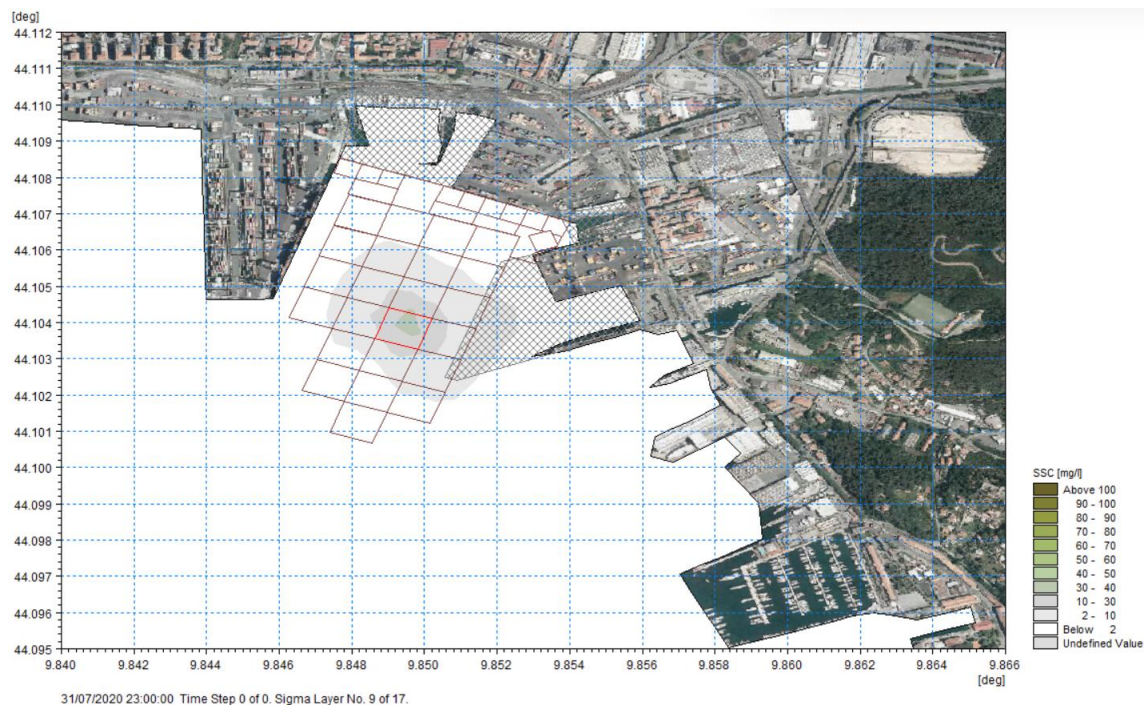 [deg]
44.112
44.111
44.110
44.109
44.108
44.107
44.106
44.105
44.104
44.103
44.102
44.101
44.100
44.099
44.098
44.097
44.096
44.095
9.840 9.842 9.844 9.846 9.848 9.850 9.852 9.854 9.856 9.858 9.860 9.862 9.864 9.866
[deg]
SSC [mg/l]
Above 100
90 - 100
80 - 90
70 - 80
60 - 70
50 - 60
40 - 50
30 - 40
10 - 30
2 - 10
Below 2
Undefined Value
31/07/2020 23:00:00 Time Step 0 of 0. Sigma Layer No. 9 of 17.